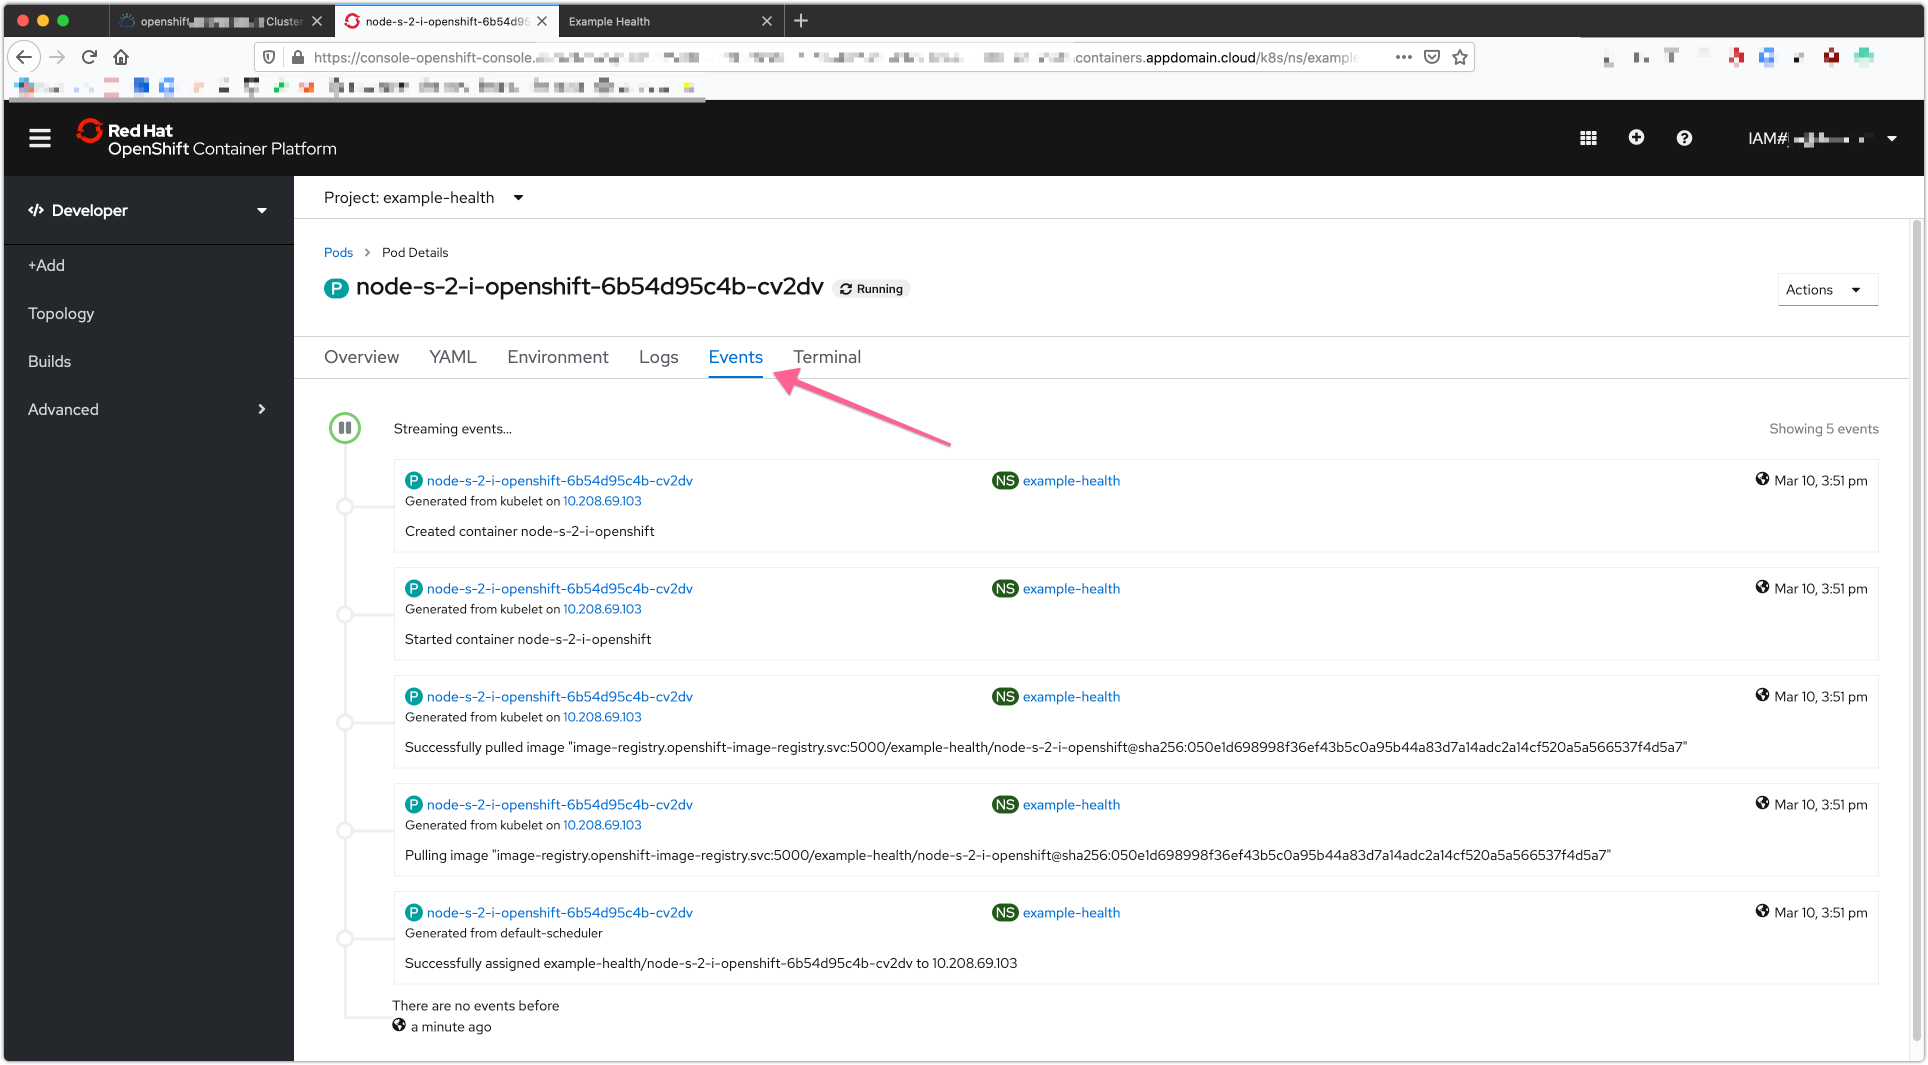 openshift Cluster
node-s-2-i-openshift-6b54d95
Example Health
https://console-openshift-console. .containers.appdomain.cloud/k8s/ns/example
Red Hat
OpenShift Container Platform
IAM#
Developer
+Add
Topology
Builds
Advanced
Project: example-health
Pods > Pod Details
P node-s-2-i-openshift-6b54d95c4b-cv2dv Running
Actions
Overview YAML Environment Logs Events Terminal
Streaming events...
Showing 5 events
P node-s-2-i-openshift-6b54d95c4b-cv2dv NS example-health Mar 10, 3:51 pm
Generated from kubelet on 10.208.69.103
Created container node-s-2-i-openshift
P node-s-2-i-openshift-6b54d95c4b-cv2dv NS example-health Mar 10, 3:51 pm
Generated from kubelet on 10.208.69.103
Started container node-s-2-i-openshift
P node-s-2-i-openshift-6b54d95c4b-cv2dv NS example-health Mar 10, 3:51 pm
Generated from kubelet on 10.208.69.103
Successfully pulled image "image-registry.openshift-image-registry.svc:5000/example-health/node-s-2-i-openshift@sha256:050e1d698998f36ef43b5c0a95b44a83d7a14adc2a14cf520a5a566537f4d5a7"
P node-s-2-i-openshift-6b54d95c4b-cv2dv NS example-health Mar 10, 3:51 pm
Generated from kubelet on 10.208.69.103
Pulling image "image-registry.openshift-image-registry.svc:5000/example-health/node-s-2-i-openshift@sha256:050e1d698998f36ef43b5c0a95b44a83d7a14adc2a14cf520a5a566537f4d5a7"
P node-s-2-i-openshift-6b54d95c4b-cv2dv NS example-health Mar 10, 3:51 pm
Generated from default-scheduler
Successfully assigned example-health/node-s-2-i-openshift-6b54d95c4b-cv2dv to 10.208.69.103
There are no events before
a minute ago